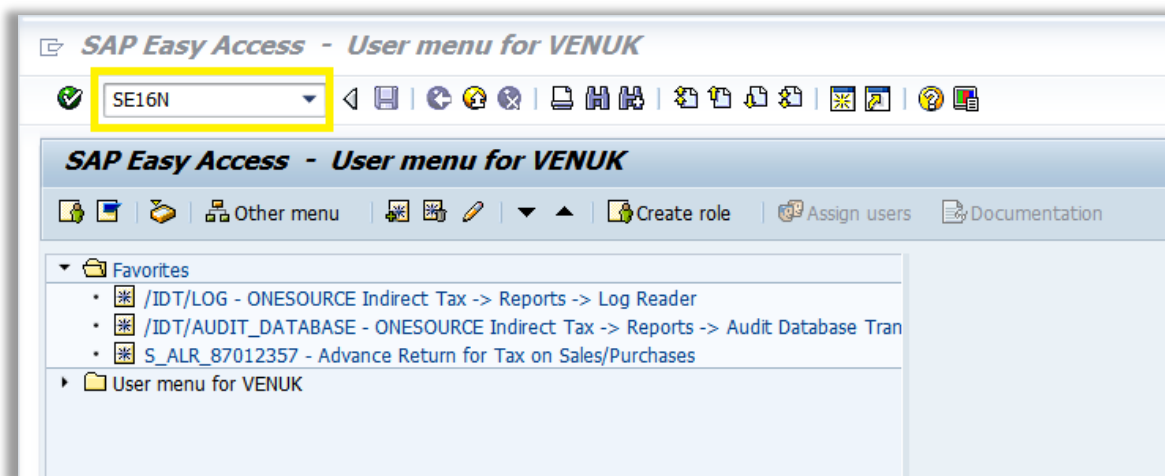 SAP Easy Access - User menu for VENUK
SE16N
SAP Easy Access - User menu for VENUK
Other menu Create role Assign users Documentation
Favorites
/IDT/LOG - ONESOURCE Indirect Tax -> Reports -> Log Reader
/IDT/AUDIT_DATABASE - ONESOURCE Indirect Tax -> Reports -> Audit Database Tran
S_ALR_87012357 - Advance Return for Tax on Sales/Purchases
User menu for VENUK